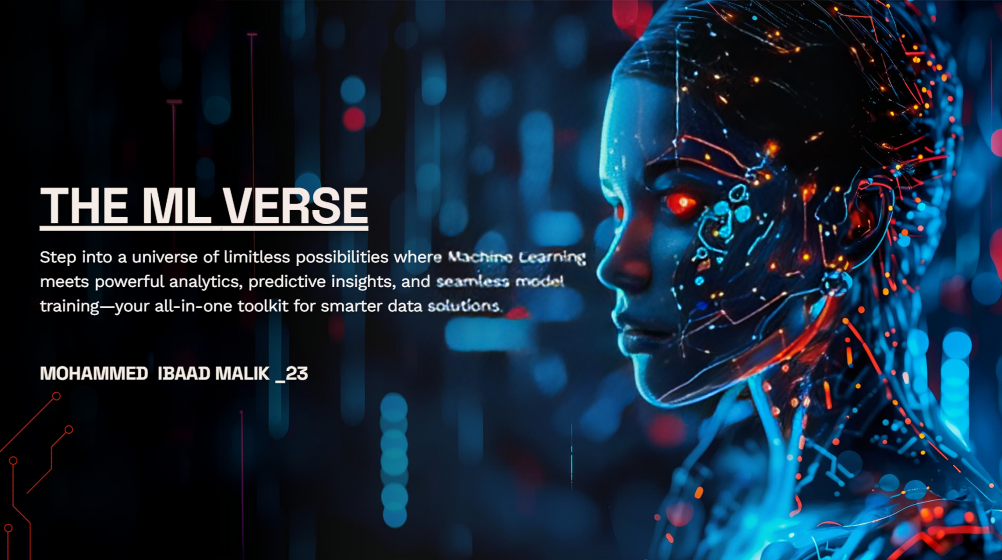 THE ML VERSE
Step into a universe of limitless possibilities where Machine Learning
meets powerful analytics, predictive insights, and seamless model
training—your all-in-one toolkit for smarter data solutions.
MOHAMMED IBAAD MALIK _23